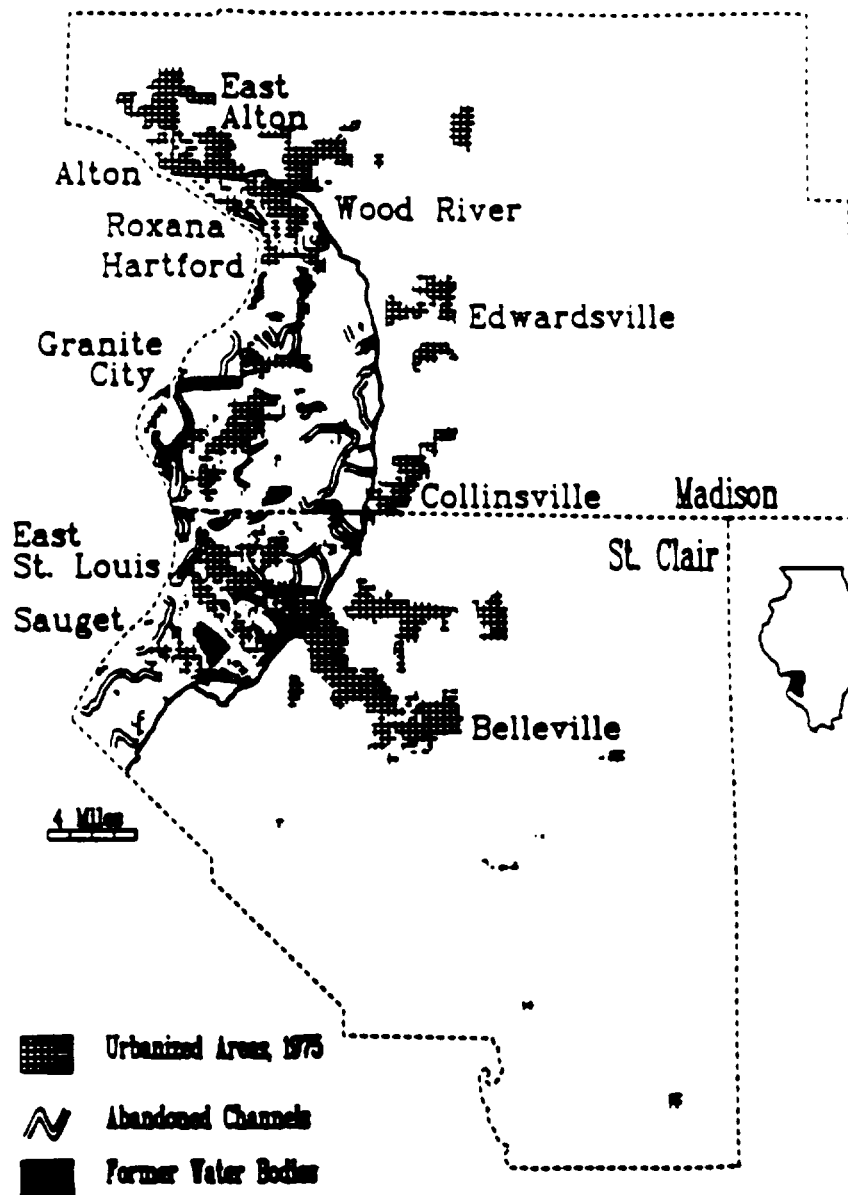 East
Alton
Alton
Wood River
Roxana
Hartford
Edwardsville
Granite
City
Collinsville
Madison
East
St. Louis
St. Clair
Sauget
Belleville
4 Miles
Urbanized Areas, 1975
Abandoned Channels
Former Water Bodies